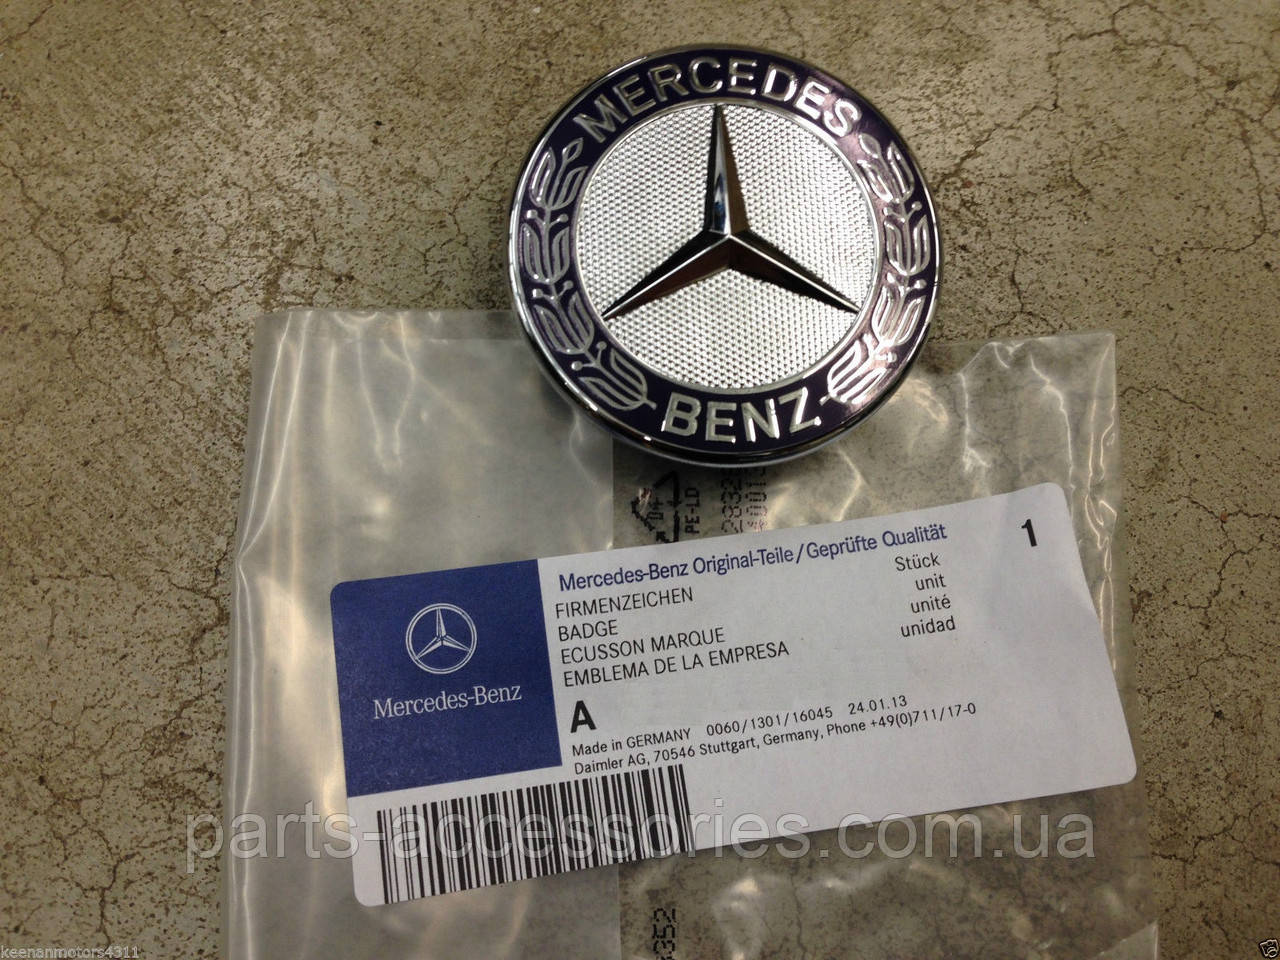 MERCEDES
BENZ
PE-LD
Mercedes-Benz
Mercedes-Benz Original-Teile/Geprüfte Qualität
1
FIRMENZEICHEN
Stück
BADGE
unit
ECUSSON MARQUE
unité
EMBLEMA DE LA EMPRESA
unidad
A
Made in GERMANY 0060/1301/16045 24.01.13
Daimler AG, 70546 Stuttgart, Germany, Phone +49(0)711/17-0
parts-accessories.com.ua
keenanmotors4311